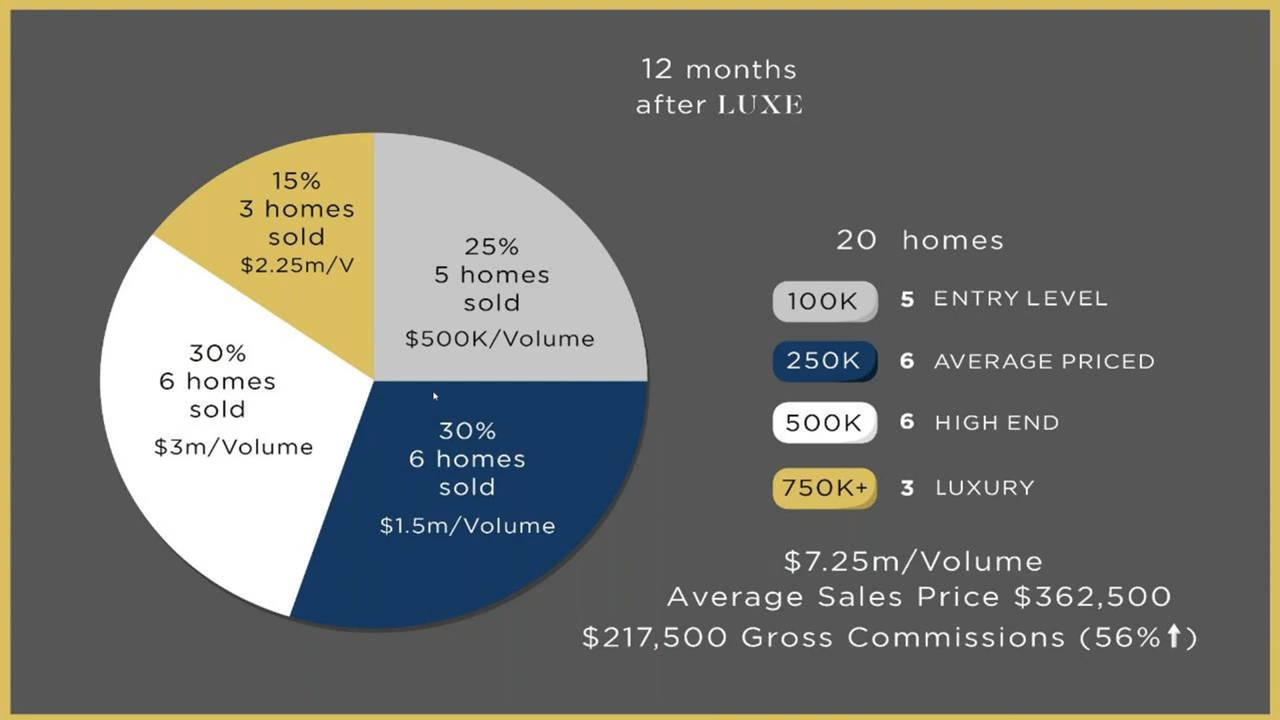 12 months
after LUXE
15%
3 homes
sold
$2.25m/V
25%
5 homes
sold
$500K/Volume
30%
6 homes
sold
$3m/Volume
30%
6 homes
sold
$1.5m/Volume
20 homes
100K 5 ENTRY LEVEL
250K 6 AVERAGE PRICED
500K 6 HIGH END
750K+ 3 LUXURY
$7.25m/Volume
Average Sales Price $362,500
$217,500 Gross Commissions (56%⬆)